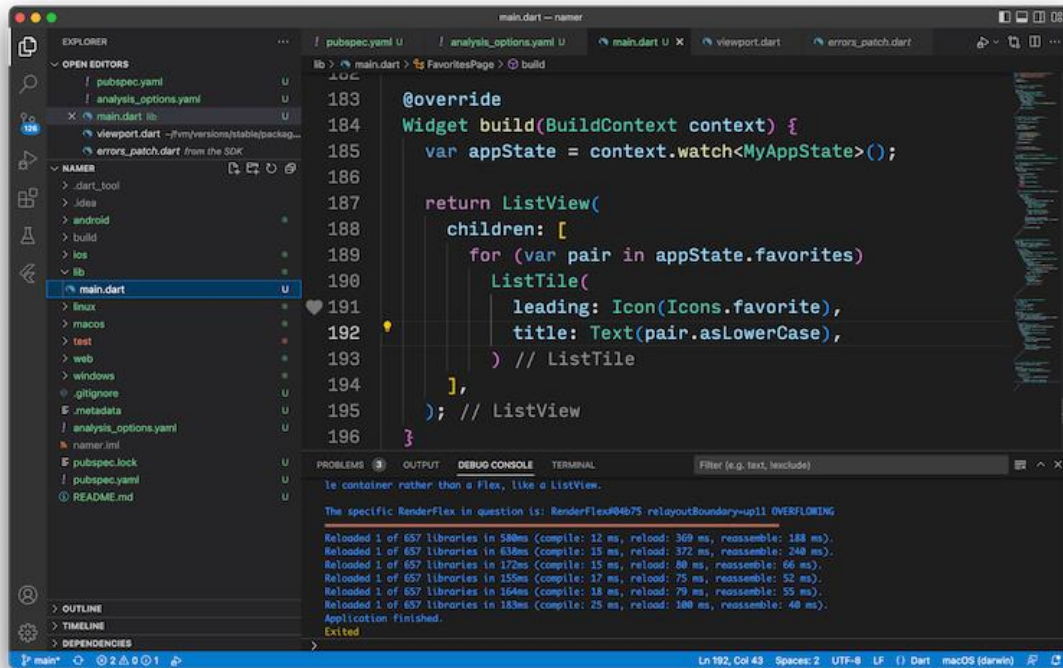 main.dart — namer
EXPLORER
OPEN EDITORS
! pubspec.yaml U
! analysis_options.yaml U
main.dart lib U
viewport.dart ~/fvm/versions/stable/packag...
errors_patch.dart from the SDK
126
NAMER
.dart_tool
.idea
android
build
ios
lib
main.dart U
linux
macos
test
web
windows
.gitignore U
.metadata U
! analysis_options.yaml U
namer.iml
pubspec.lock U
! pubspec.yaml U
README.md U
OUTLINE
TIMELINE
DEPENDENCIES
! pubspec.yaml U ! analysis_options.yaml U main.dart U viewport.dart errors_patch.dart
lib > main.dart > FavoritesPage > build
182
183 @override
184 Widget build(BuildContext context) {
185 var appState = context.watch<MyAppState>();
186
187 return ListView(
188 children: [
189 for (var pair in appState.favorites)
190 ListTile(
191 leading: Icon(Icons.favorite),
192 title: Text(pair.asLowerCase),
193 ) // ListTile
194 ],
195 ); // ListView
196 }
PROBLEMS 3 OUTPUT DEBUG CONSOLE TERMINAL Filter (e.g. text, !exclude)
le container rather than a Flex, like a ListView.
The specific RenderFlex in question is: RenderFlex#04b75 relayoutBoundary=up11 OVERFLOWING
Reloaded 1 of 657 libraries in 580ms (compile: 12 ms, reload: 369 ms, reassemble: 188 ms).
Reloaded 1 of 657 libraries in 638ms (compile: 15 ms, reload: 372 ms, reassemble: 240 ms).
Reloaded 1 of 657 libraries in 172ms (compile: 15 ms, reload: 80 ms, reassemble: 66 ms).
Reloaded 1 of 657 libraries in 155ms (compile: 17 ms, reload: 75 ms, reassemble: 52 ms).
Reloaded 1 of 657 libraries in 164ms (compile: 18 ms, reload: 79 ms, reassemble: 55 ms).
Reloaded 1 of 657 libraries in 183ms (compile: 25 ms, reload: 100 ms, reassemble: 40 ms).
Application finished.
Exited
main* 2 0 1 Ln 192, Col 43 Spaces: 2 UTF-8 LF {} Dart macOS (darwin)